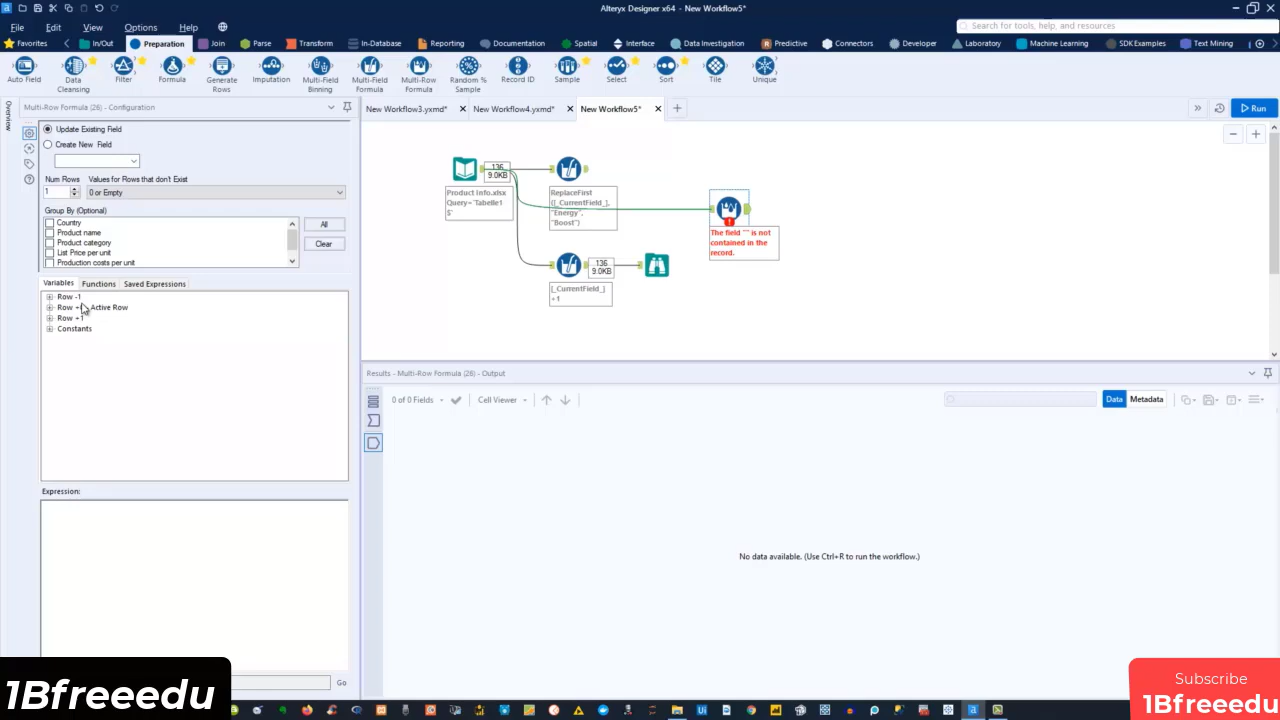 Alteryx Designer x64 - New Workflow5*
File
Edit
View
Options
Help
Search for tools, help, and resources
Favorites
In/Out
Preparation
Join
Parse
Transform
In-Database
Reporting
Documentation
Spatial
Interface
Data Investigation
Predictive
Connectors
Developer
Laboratory
Machine Learning
SDK Examples
Text Mining
Auto Field
Data Cleansing
Filter
Formula
Generate Rows
Imputation
Multi-Field Binning
Multi-Field Formula
Multi-Row Formula
Random % Sample
Record ID
Sample
Select
Sort
Tile
Unique
Overview
Multi-Row Formula (26) - Configuration
New Workflow3.yxmd*
New Workflow4.yxmd*
New Workflow5*
Run
Update Existing Field
Create New Field
Num Rows
Values for Rows that don't Exist
1
0 or Empty
Group By (Optional)
Country
Product name
Product category
List Price per unit
Production costs per unit
All
Clear
Variables
Functions
Saved Expressions
Row -1
Active Row
Row +1
Constants
Expression:
Go
136
9.0KB
Product Info.xlsx
Query=`Tabelle1
$`
ReplaceFirst
([_CurrentField_],
"Energy",
"Boost")
The field "" is not
contained in the
record.
136
9.0KB
[_CurrentField_]
+1
Results - Multi-Row Formula (26) - Output
0 of 0 Fields
Cell Viewer
Data
Metadata
No data available. (Use Ctrl+R to run the workflow.)
1Bfreeedu
Subscribe
1Bfreeedu